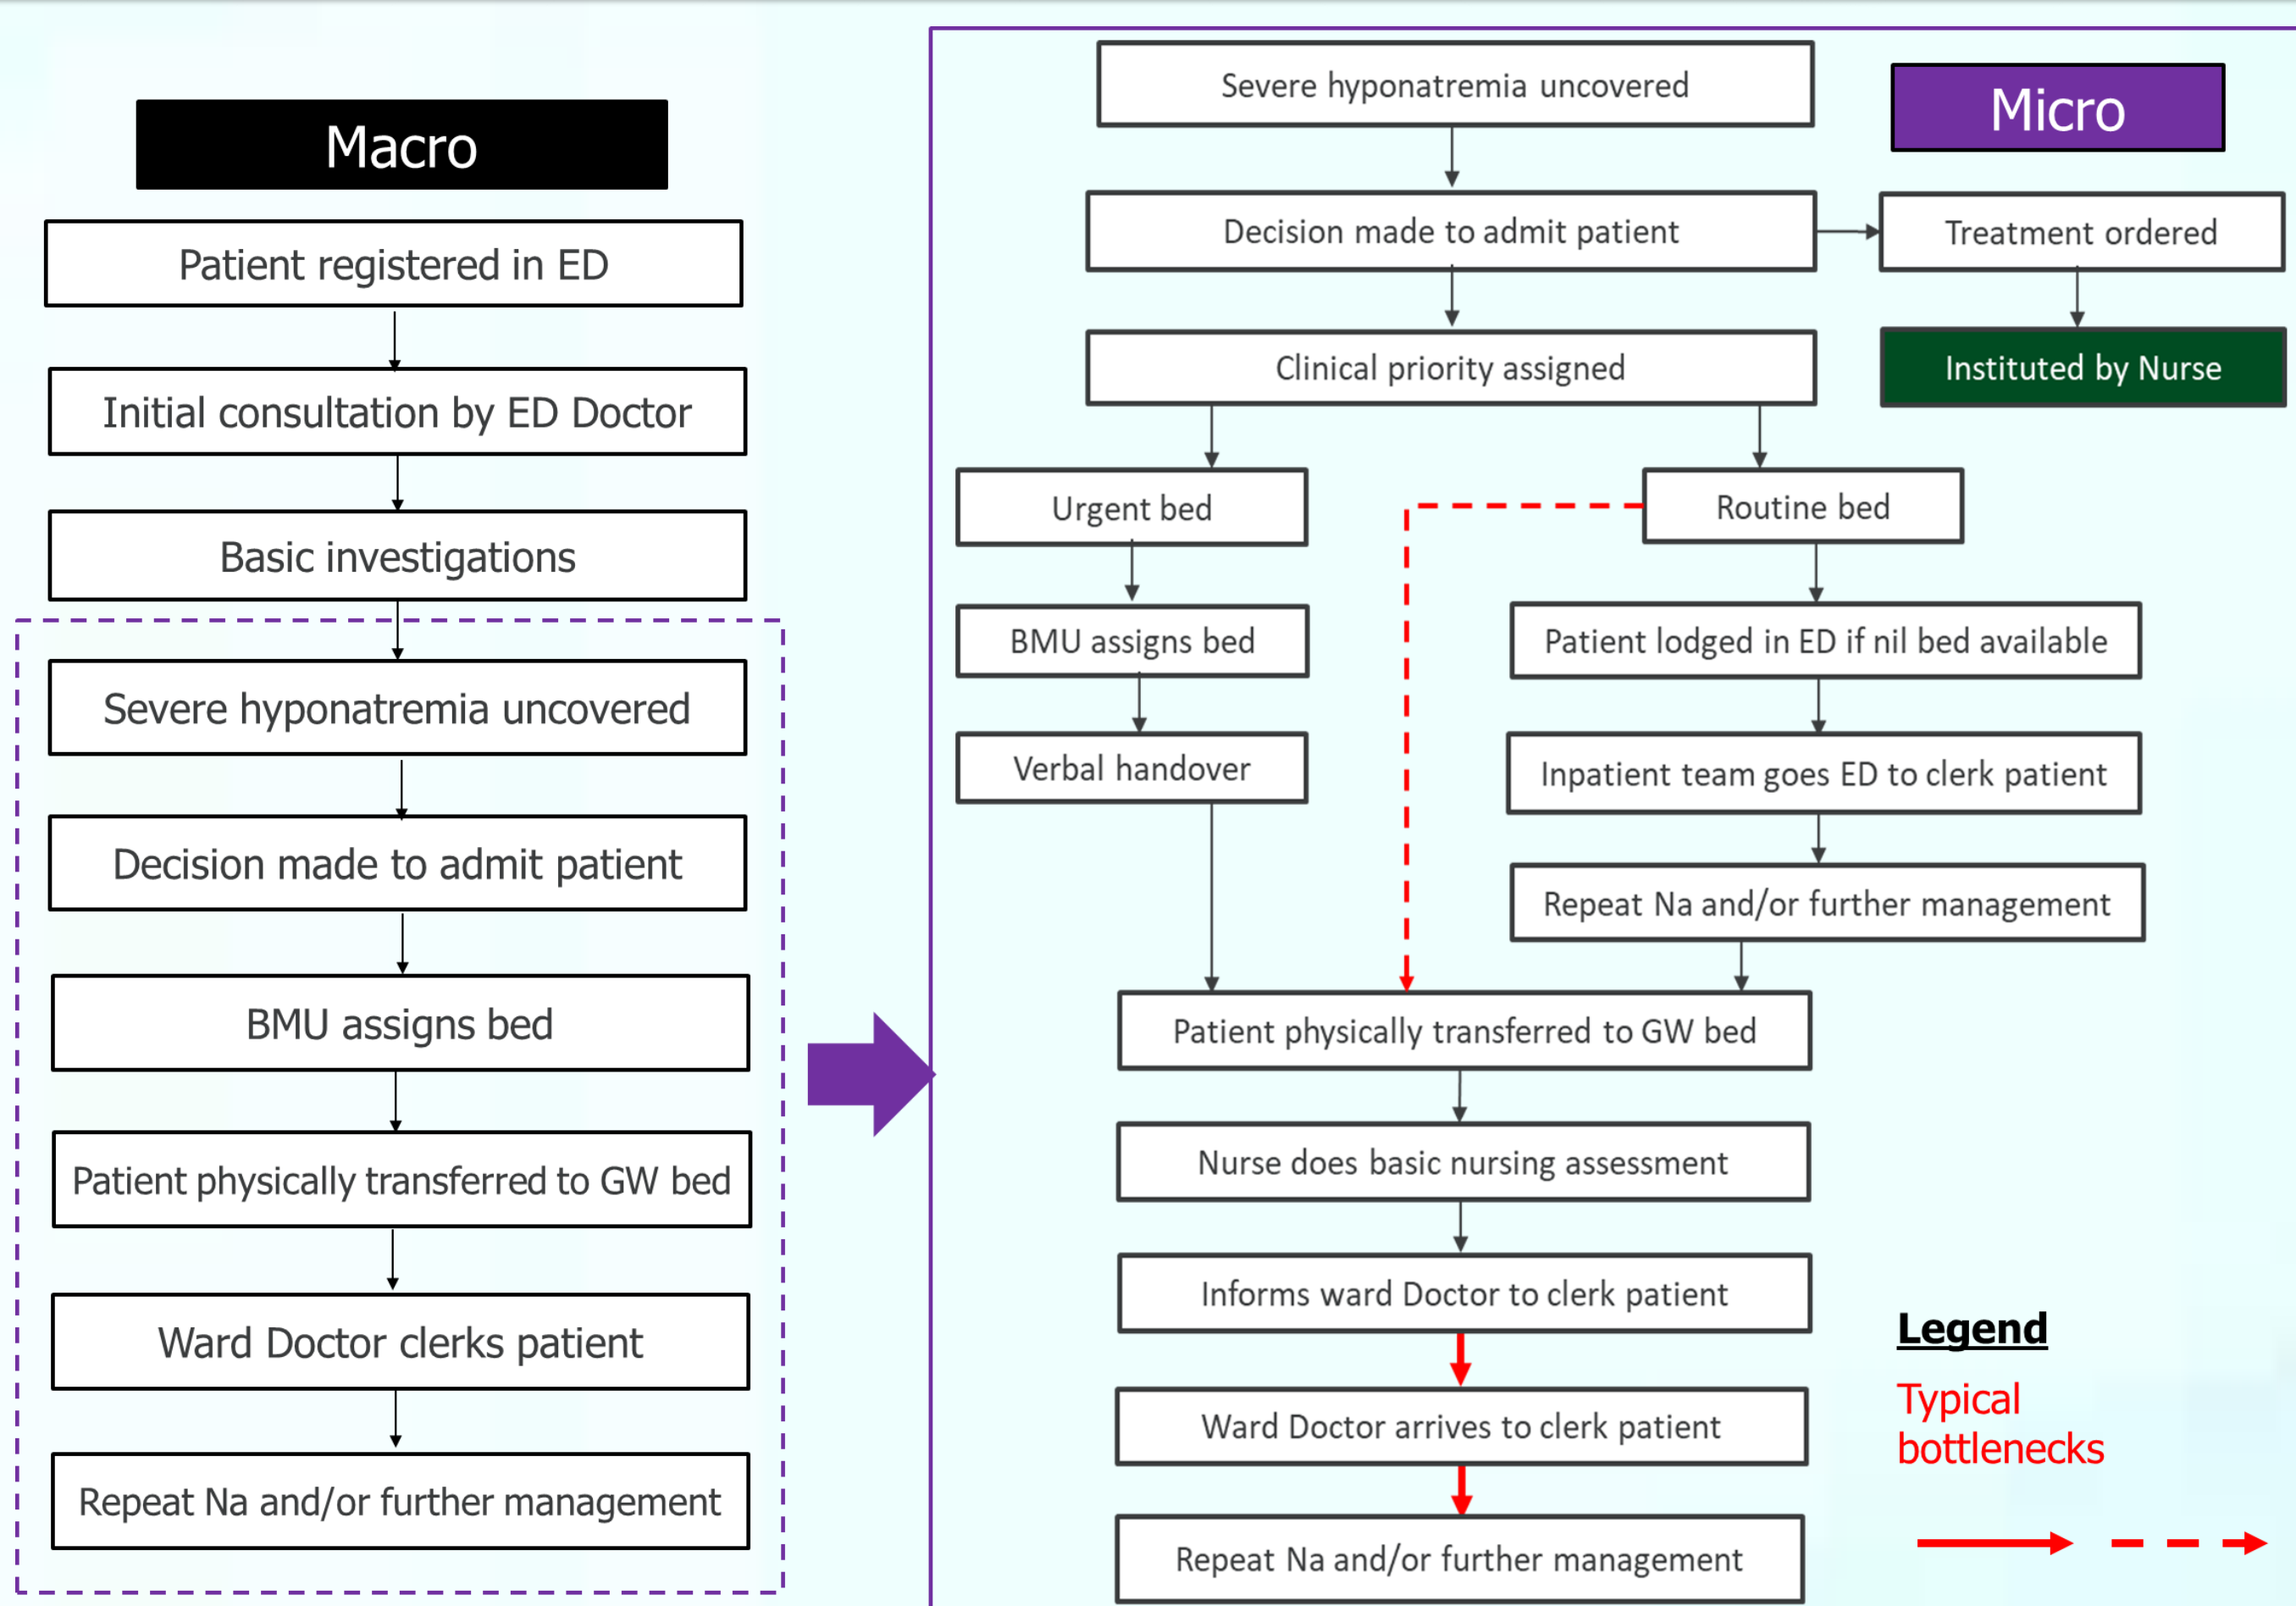 Macro
Patient registered in ED
Initial consultation by ED Doctor
Basic investigations
Severe hyponatremia uncovered
Decision made to admit patient
BMU assigns bed
Patient physically transferred to GW bed
Ward Doctor clerks patient
Repeat Na and/or further management
Micro
Severe hyponatremia uncovered
Decision made to admit patient
Treatment ordered
Clinical priority assigned
Instituted by Nurse
Urgent bed
Routine bed
BMU assigns bed
Patient lodged in ED if nil bed available
Verbal handover
Inpatient team goes ED to clerk patient
Repeat Na and/or further management
Patient physically transferred to GW bed
Nurse does basic nursing assessment
Informs ward Doctor to clerk patient
Ward Doctor arrives to clerk patient
Repeat Na and/or further management
Legend
Typical
bottlenecks